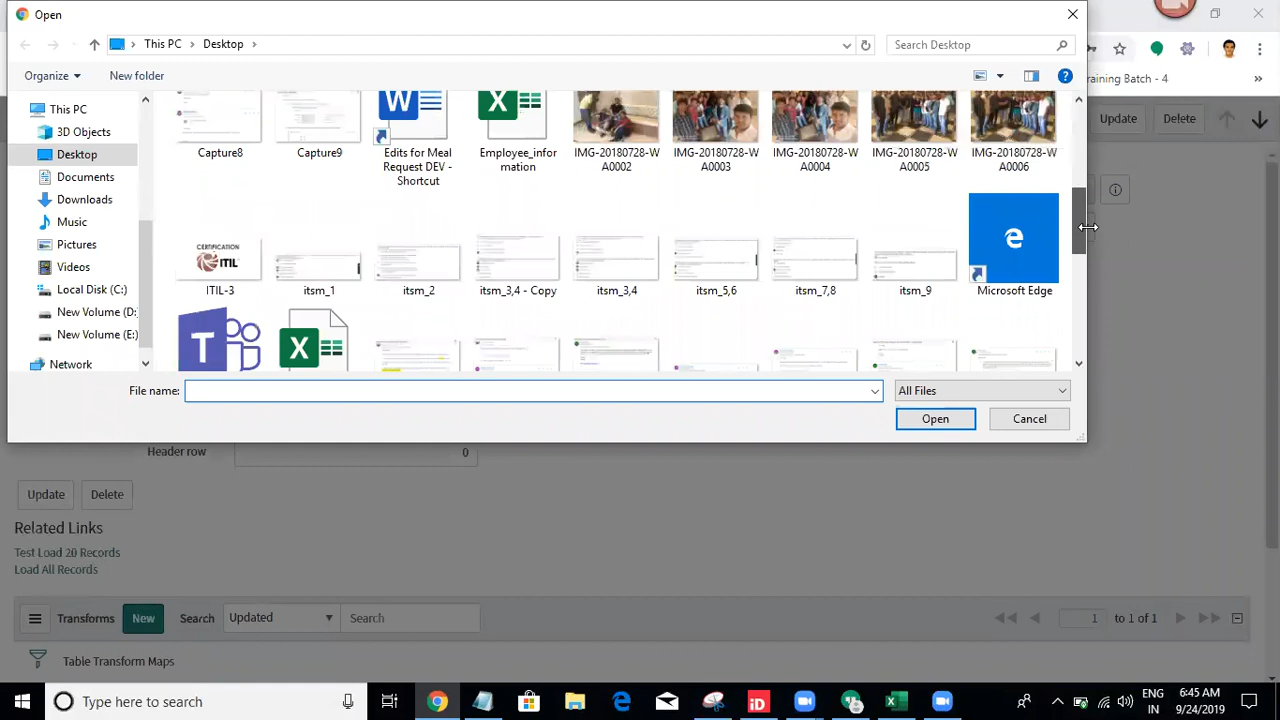 Open
This PC
Desktop
Search Desktop
Organize
New folder
raining Batch - 4
This PC
3D Objects
Desktop
Documents
Downloads
Music
Pictures
Videos
Local Disk (C:)
New Volume (D:
New Volume (E:)
Network
Capture8
Capture9
Edits for Meal
Request DEV -
Shortcut
Employee_infor
mation
IMG-20180728-W
A0002
IMG-20180728-W
A0003
IMG-20180728-W
A0004
IMG-20180728-W
A0005
IMG-20180728-W
A0006
CERTIFICATION
ITIL
ITIL-3
itsm_1
itsm_2
itsm_3,4 - Copy
itsm_3,4
itsm_5,6
itsm_7,8
itsm_9
Microsoft Edge
File name:
All Files
Open
Cancel
Update
Delete
Header row
0
Update
Delete
Related Links
Test Load 20 Records
Load All Records
Transforms
New
Search
Updated
Search
1
to 1 of 1
Table Transform Maps
Type here to search
ENG
IN
6:45 AM
9/24/2019